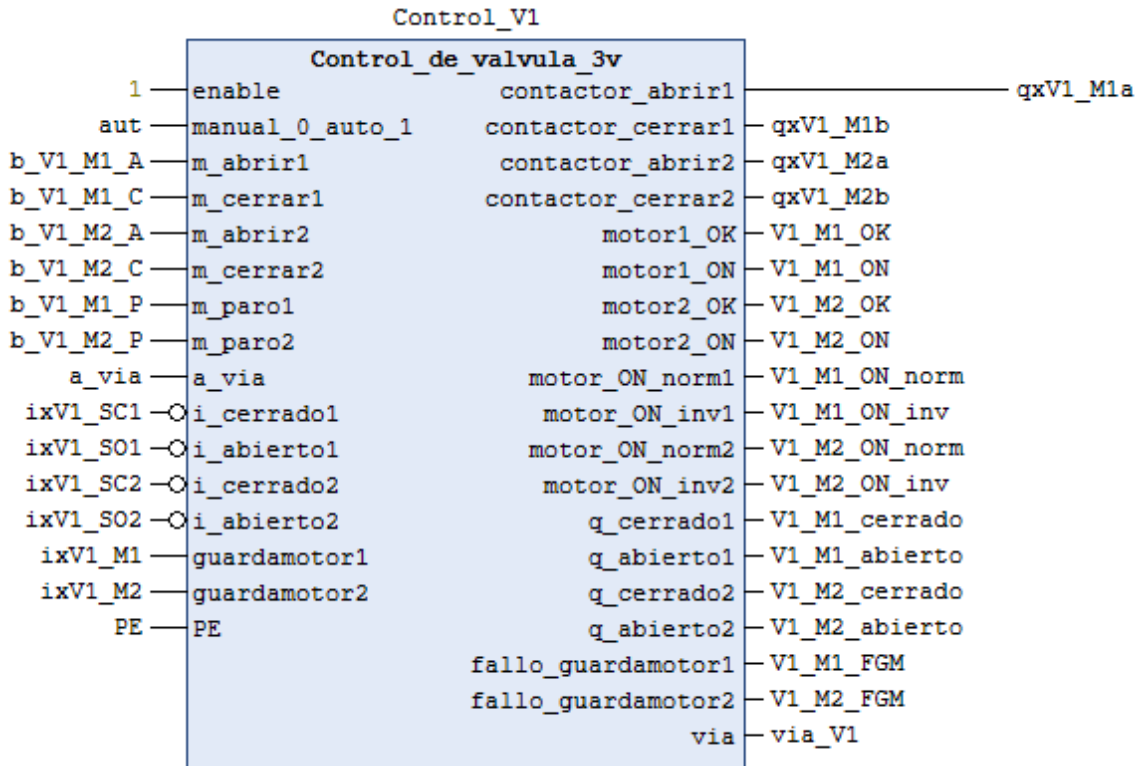 Control_V1
Control_de_valvula_3v
1 enable contactor_abrir1 qxV1_M1a
aut manual_0_auto_1 contactor_cerrar1 qxV1_M1b
b_V1_M1_A m_abrir1 contactor_abrir2 qxV1_M2a
b_V1_M1_C m_cerrar1 contactor_cerrar2 qxV1_M2b
b_V1_M2_A m_abrir2 motor1_OK V1_M1_OK
b_V1_M2_C m_cerrar2 motor1_ON V1_M1_ON
b_V1_M1_P m_paro1 motor2_OK V1_M2_OK
b_V1_M2_P m_paro2 motor2_ON V1_M2_ON
a_via a_via motor_ON_norm1 V1_M1_ON_norm
ixV1_SC1 i_cerrado1 motor_ON_inv1 V1_M1_ON_inv
ixV1_SO1 i_abierto1 motor_ON_norm2 V1_M2_ON_norm
ixV1_SC2 i_cerrado2 motor_ON_inv2 V1_M2_ON_inv
ixV1_SO2 i_abierto2 q_cerrado1 V1_M1_cerrado
ixV1_M1 guardamotor1 q_abierto1 V1_M1_abierto
ixV1_M2 guardamotor2 q_cerrado2 V1_M2_cerrado
PE PE q_abierto2 V1_M2_abierto
fallo_guardamotor1 V1_M1_FGM
fallo_guardamotor2 V1_M2_FGM
via via_V1